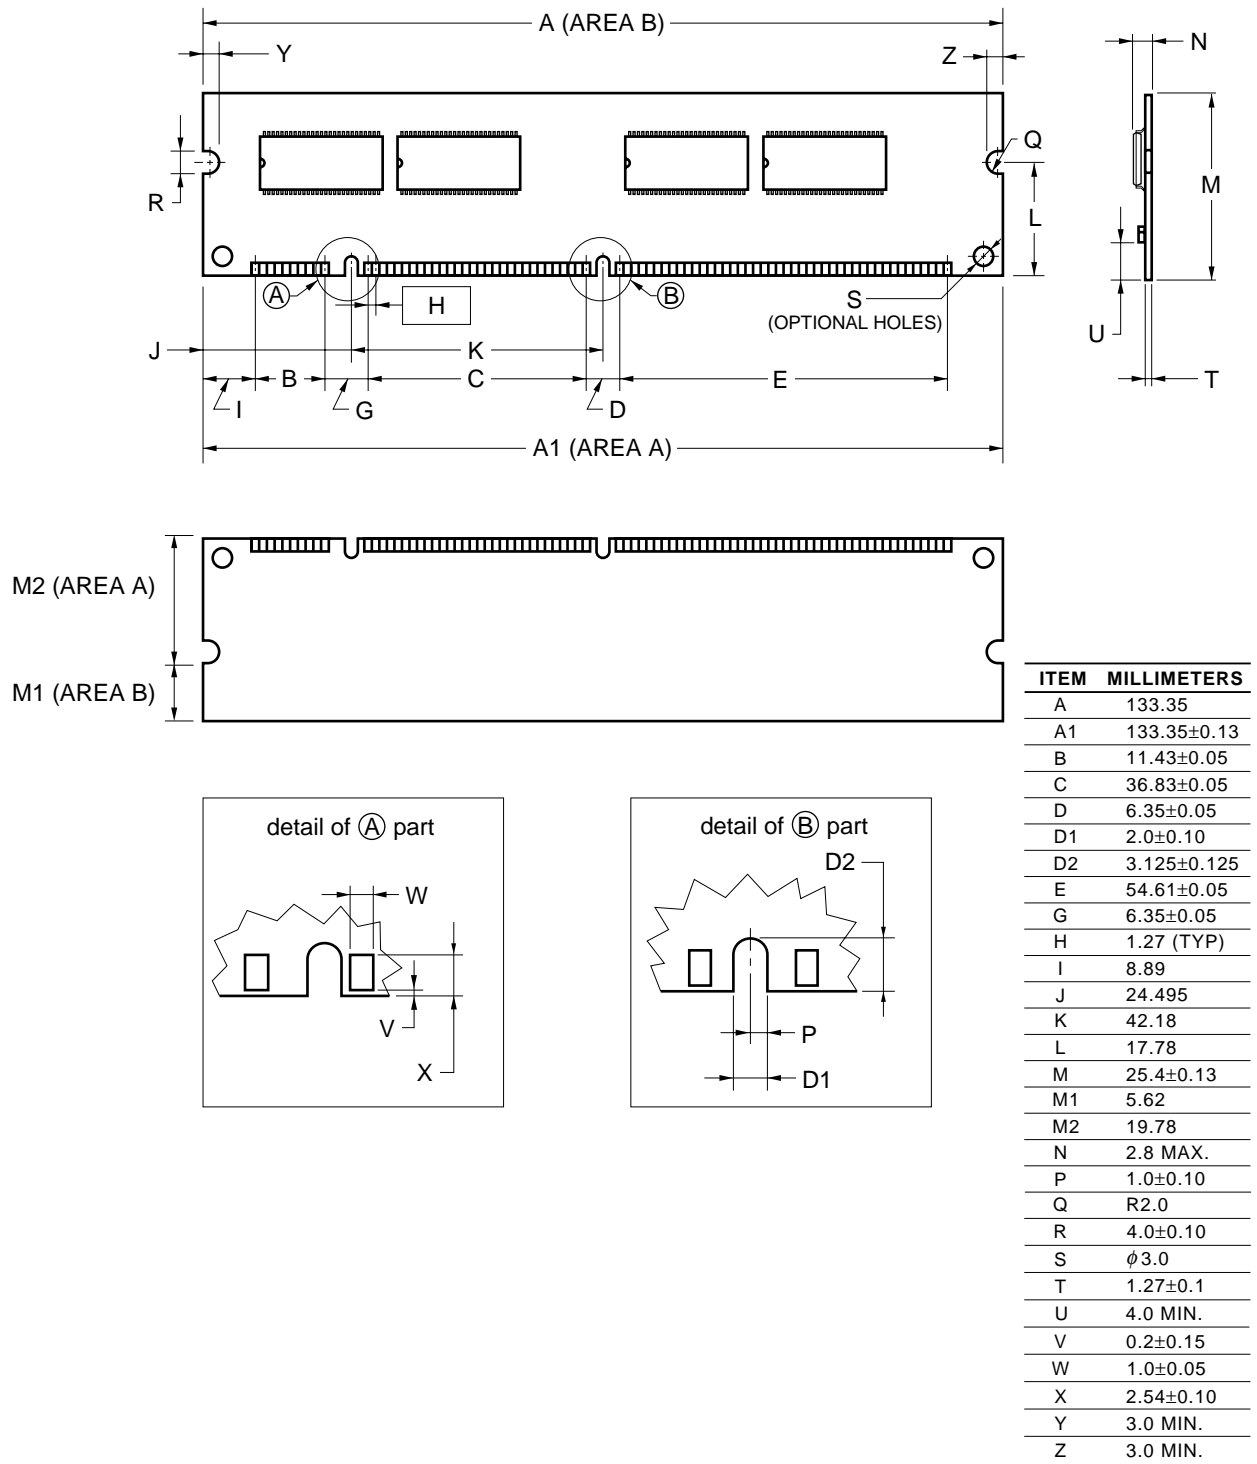 A (AREA B)
Y
Z
N
Q
R
L
M
A
B
H
S
(OPTIONAL HOLES)
U
J
K
B
C
E
T
I
G
D
A1 (AREA A)
M2 (AREA A)
M1 (AREA B)
detail of A part
W
V
X
detail of B part
D2
P
D1
ITEM MILLIMETERS
A 133.35
A1 133.35±0.13
B 11.43±0.05
C 36.83±0.05
D 6.35±0.05
D1 2.0±0.10
D2 3.125±0.125
E 54.61±0.05
G 6.35±0.05
H 1.27 (TYP)
I 8.89
J 24.495
K 42.18
L 17.78
M 25.4±0.13
M1 5.62
M2 19.78
N 2.8 MAX.
P 1.0±0.10
Q R2.0
R 4.0±0.10
S ϕ3.0
T 1.27±0.1
U 4.0 MIN.
V 0.2±0.15
W 1.0±0.05
X 2.54±0.10
Y 3.0 MIN.
Z 3.0 MIN.